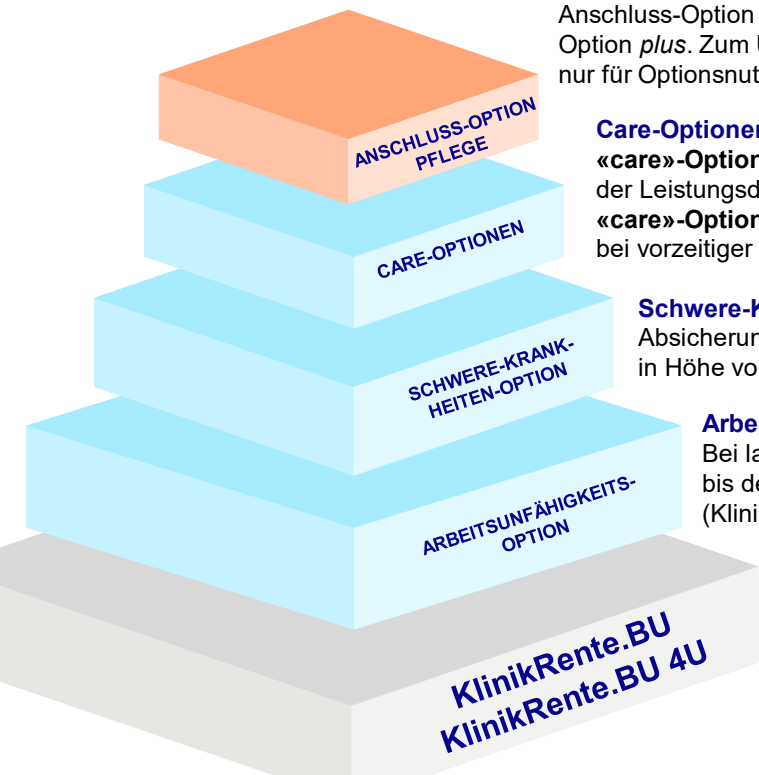 Anschluss-Option
Option plus. Zum
nur für Optionsnut
ANSCHLUSS-OPTION
PFLEGE
Care-Optionen
«care»-Option
der Leistungsd
«care»-Option
bei vorzeitiger
CARE-OPTIONEN
Schwere-K
Absicherun
in Höhe vo
SCHWERE-KRANK-
HEITEN-OPTION
Arbe
Bei la
bis de
(Klini
ARBEITSUNFÄHIGKEITS-
OPTION
KlinikRente.BU
KlinikRente.BU 4U